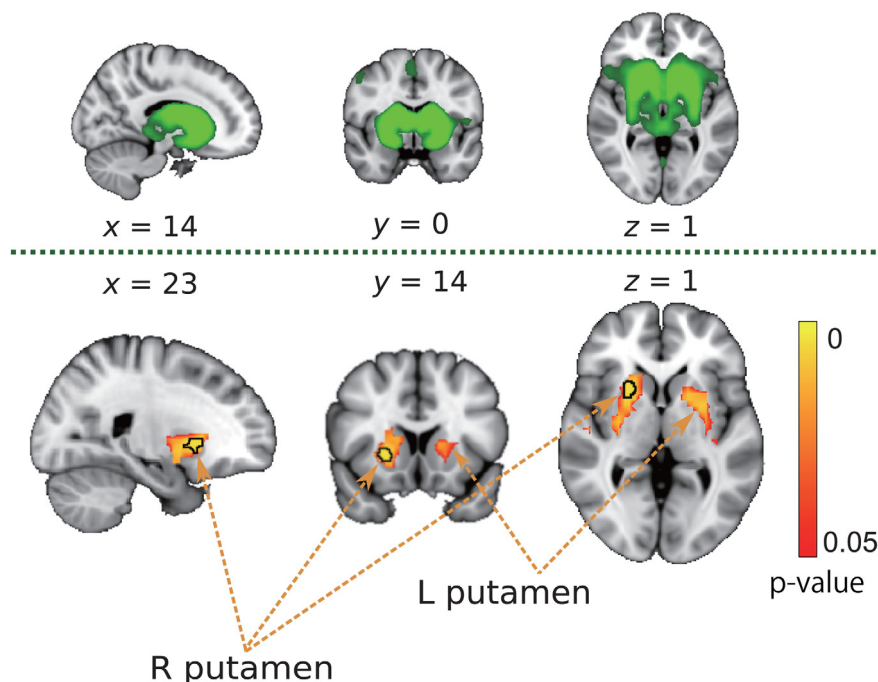 x = 14
y = 0
z = 1
x = 23
y = 14
z = 1
0
0.05
p-value
L putamen
R putamen